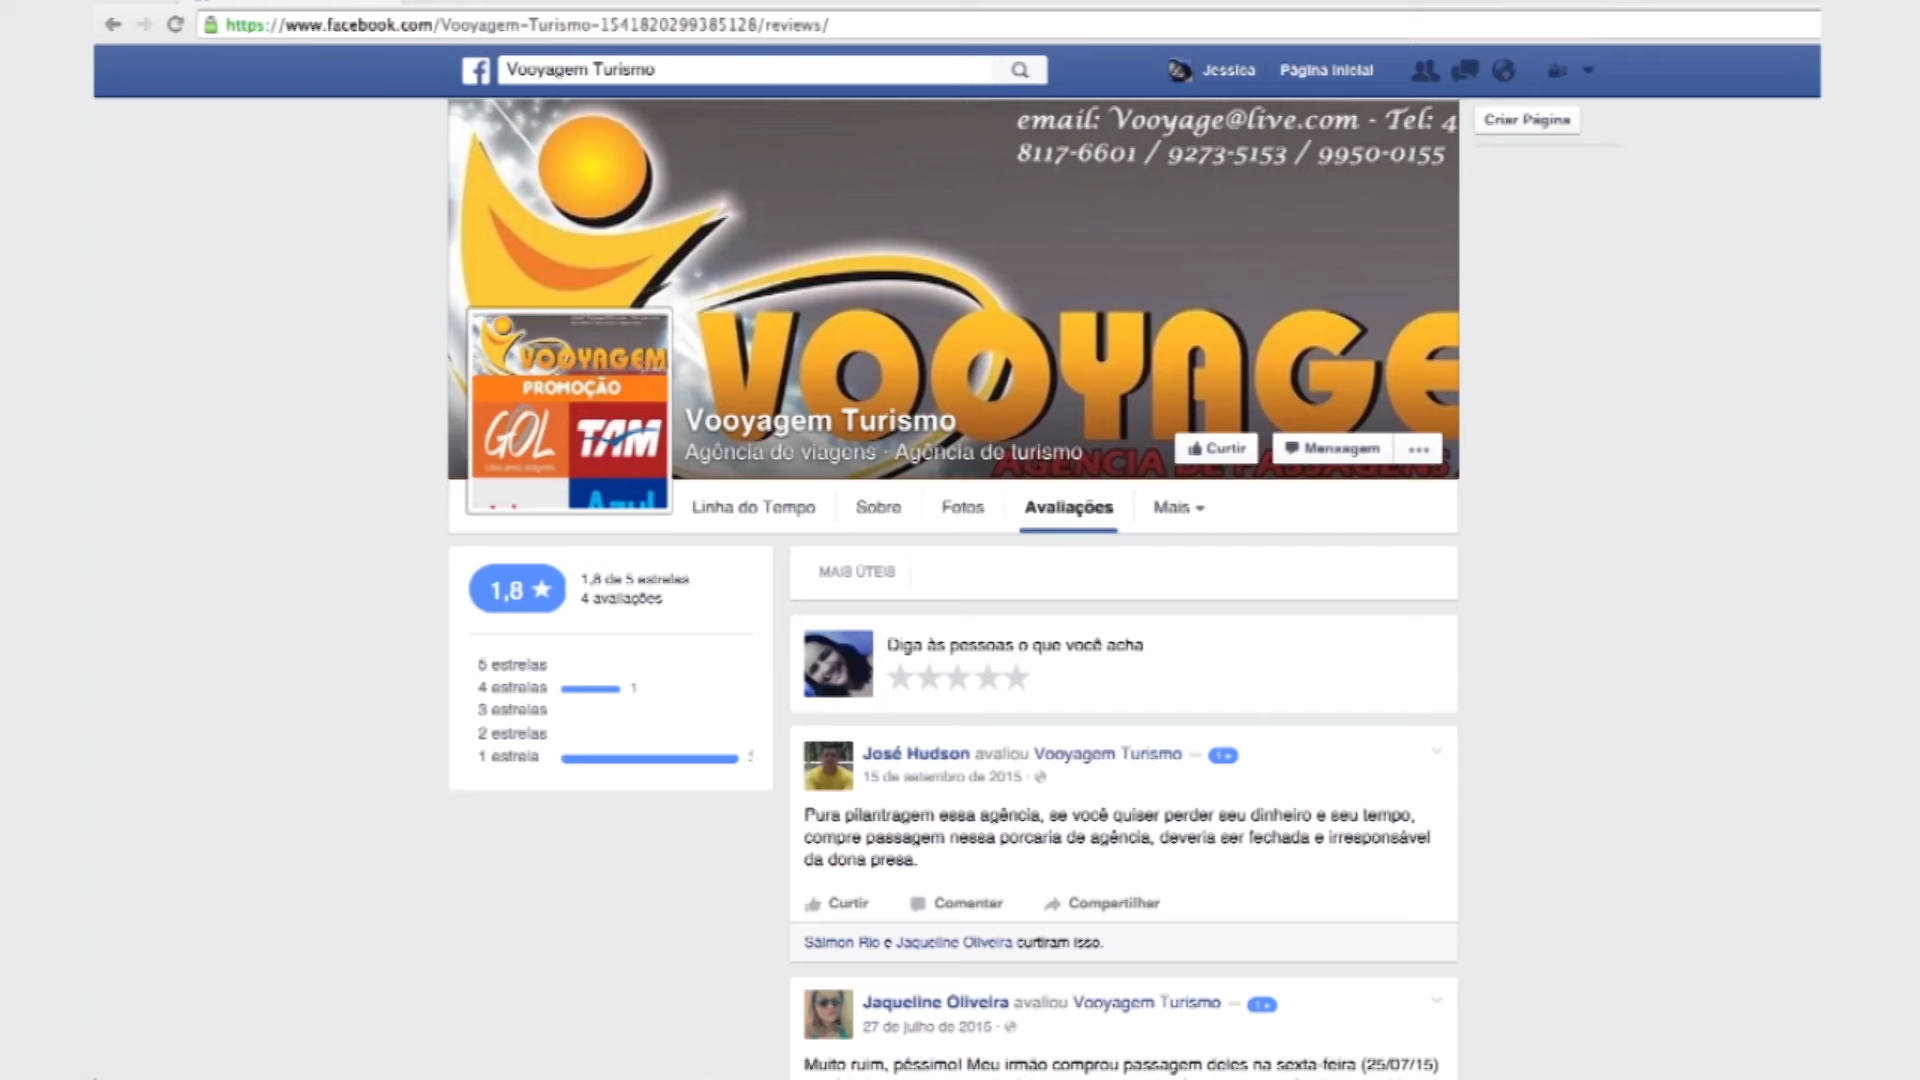 https://www.facebook.com/Vooyagem-Turismo-1541820299385128/reviews/
Vooyagem Turismo
Jessica
Página inicial
email: Vooyage@live.com - Tel: 4
8117-6601 / 9273-5153 / 9950-0155
Criar Página
VOOYAGE
VOOYAGEM
PROMOÇÃO
GOL
TAM
Azul
Vooyagem Turismo
Agência de viagens · Agência de turismo
AGENCIA DE PASSAGENS
Curtir
Mensagem
Linha do Tempo
Sobre
Fotos
Avaliações
Mais
1,8 ★
1,8 de 5 estrelas
4 avaliações
5 estrelas
4 estrelas 1
3 estrelas
2 estrelas
1 estrela
MAIS ÚTEIS
Diga às pessoas o que você acha
José Hudson avaliou Vooyagem Turismo — 1★
15 de setembro de 2015 ·
Pura pilantragem essa agência, se você quiser perder seu dinheiro e seu tempo,
compre passagem nessa porcaria de agência, deveria ser fechada e irresponsável
da dona presa.
Curtir Comentar Compartilhar
Sâlmon Rio e Jaqueline Oliveira curtiram isso.
Jaqueline Oliveira avaliou Vooyagem Turismo — 1★
27 de julho de 2015 ·
Muito ruim, péssimo! Meu irmão comprou passagem deles na sexta-feira (25/07/15)